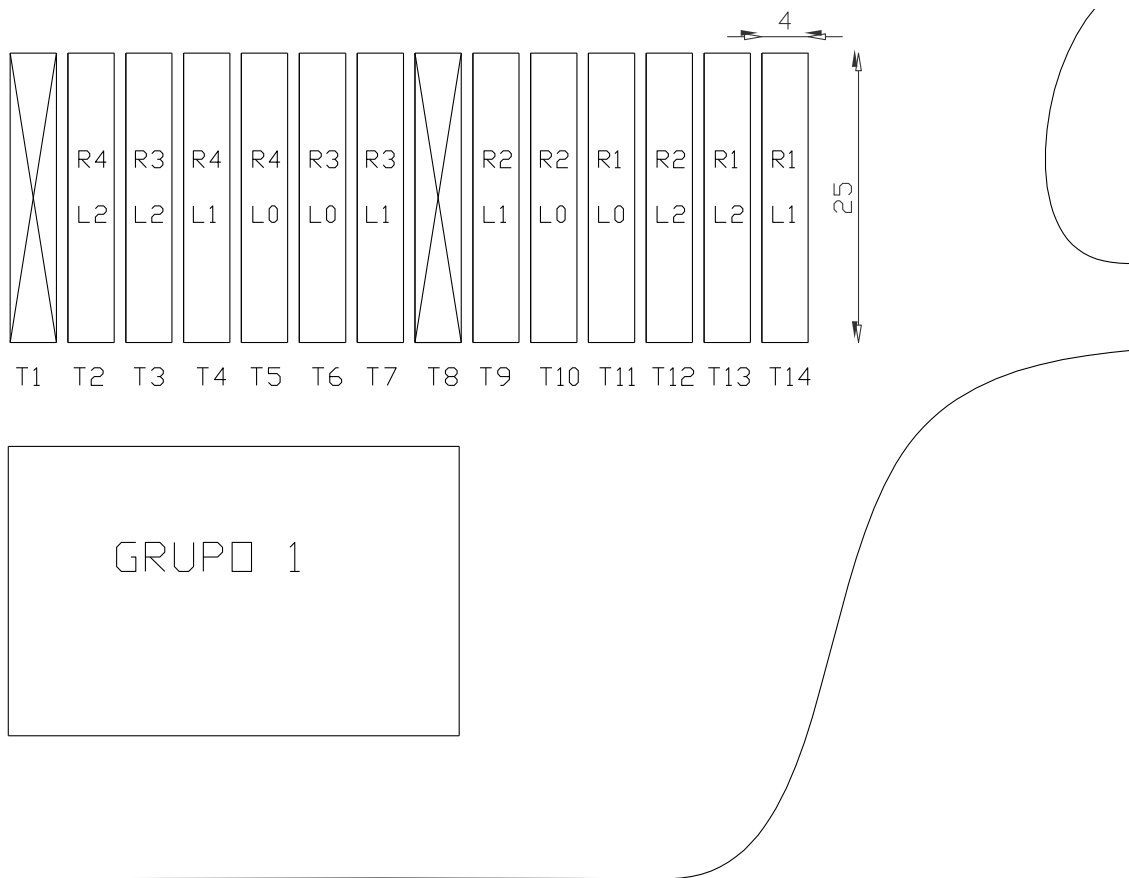 4
R4 R3 R4 R4 R3 R3 R2 R2 R1 R2 R1 R1
L2 L2 L1 L0 L0 L1 L1 L0 L0 L2 L2 L1
25
T1 T2 T3 T4 T5 T6 T7 T8 T9 T10 T11 T12 T13 T14
GRUPO 1